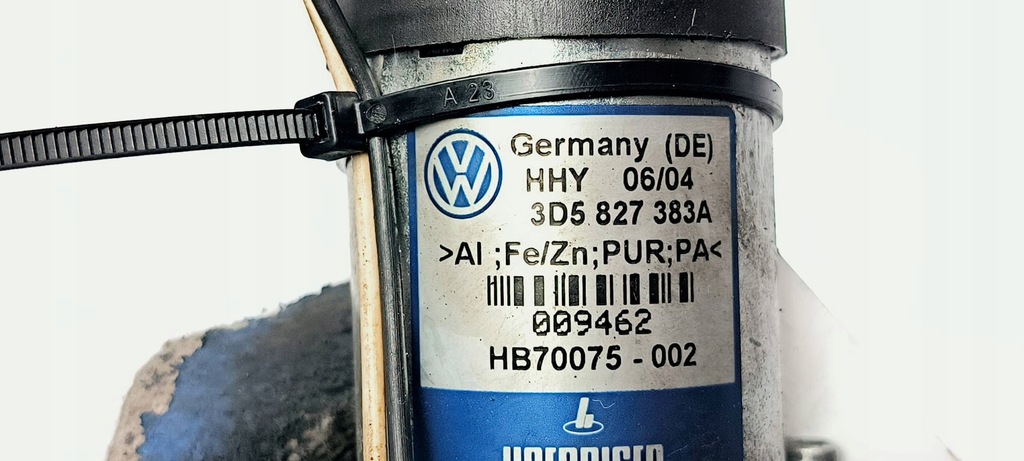 A 23
Germany (DE)
HHY 06/04
3D5 827 383A
>Al ;Fe/Zn;PUR;PA<
009462
HB70075 - 002